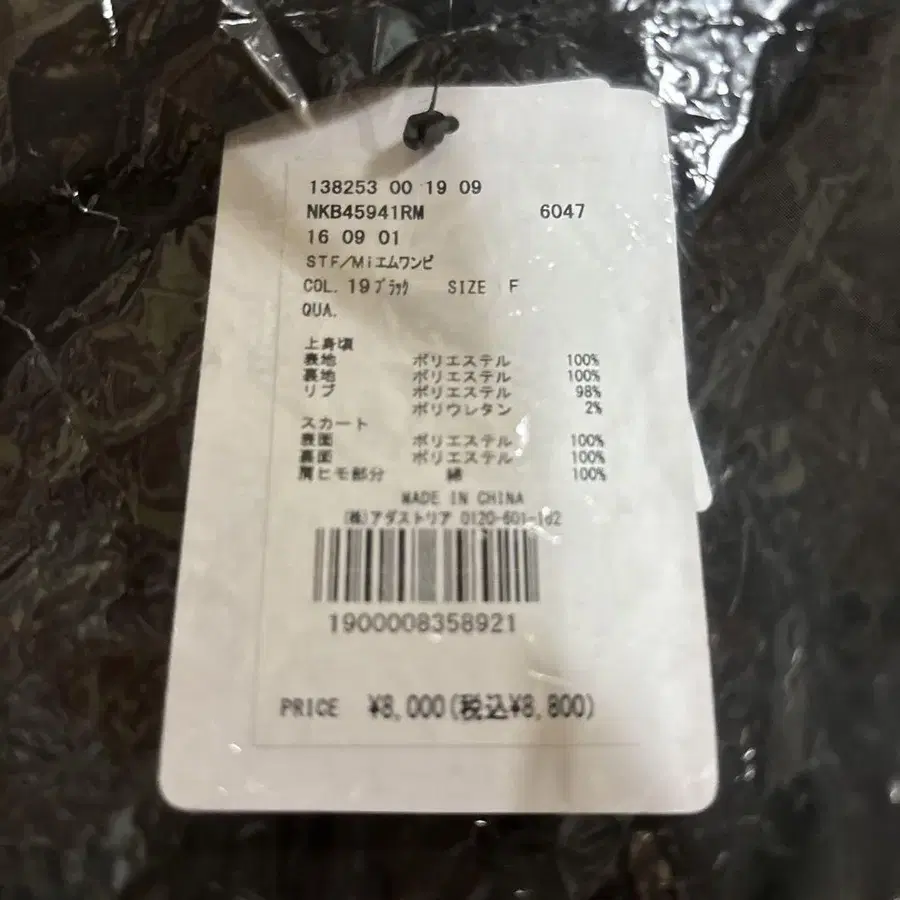 138253 00 19 09
NKB45941RM 6047
16 09 01
STF/Miエムワンピ
COL. 19ブラック SIZE F
QUA.
上身頃
表地 ポリエステル 100%
裏地 ポリエステル 100%
リブ ポリエステル 98%
ポリウレタン 2%
スカート
表面 ポリエステル 100%
裏面 ポリエステル 100%
肩ヒモ部分 綿 100%
MADE IN CHINA
(株)アダストリア 0120-601-162
1900008358921
PRICE ¥8,000(税込¥8,800)